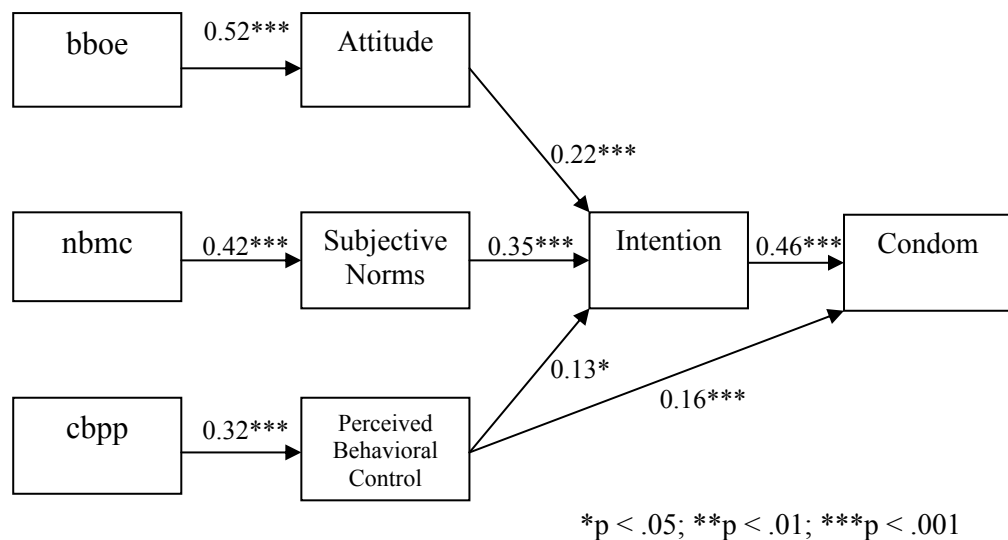 bboe
0.52***
Attitude
0.22***
nbmc
0.42***
Subjective
Norms
0.35***
Intention
0.46***
Condom
0.13*
0.16***
cbpp
0.32***
Perceived
Behavioral
Control
*p < .05; **p < .01; ***p < .001